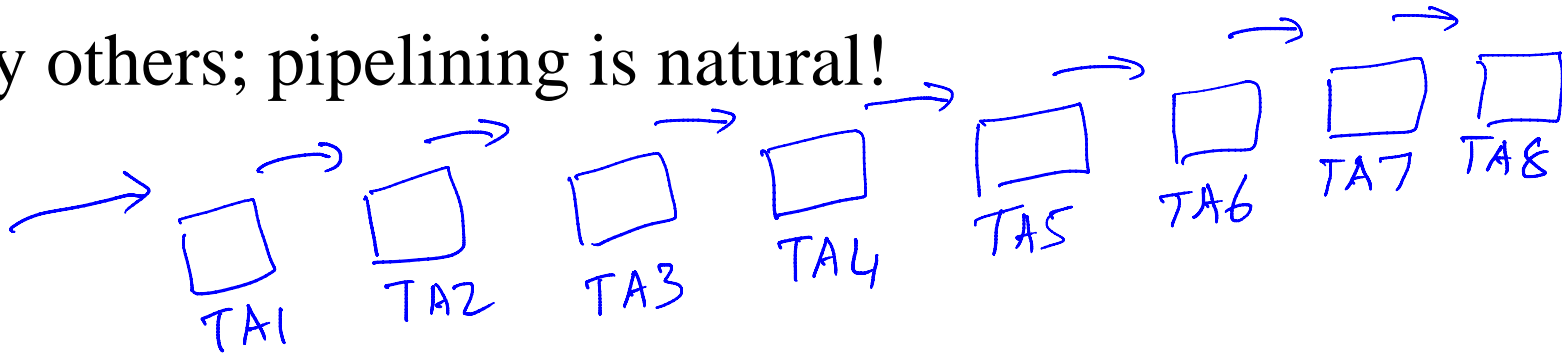 y others; pipelining is natural!
TA1 TA2 TA3 TA4 TA5 TA6 TA7 TA8